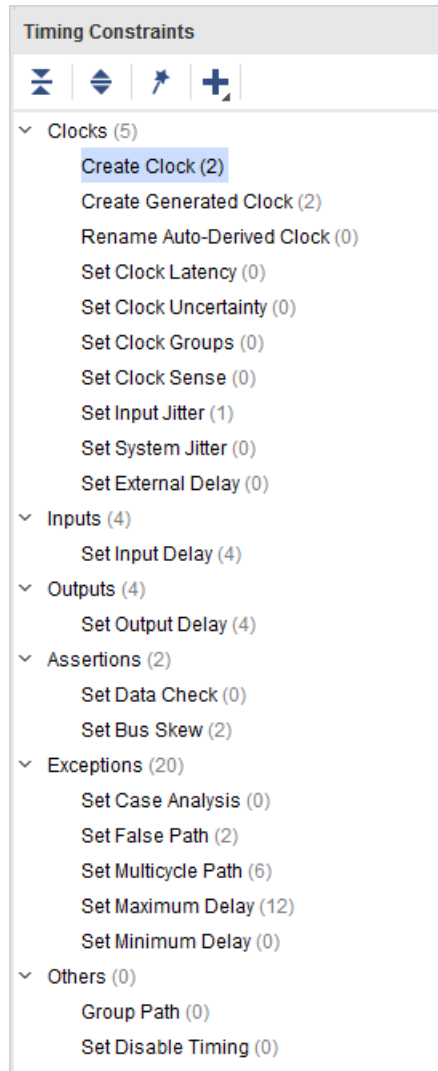 Timing Constraints
Clocks (5)
Create Clock (2)
Create Generated Clock (2)
Rename Auto-Derived Clock (0)
Set Clock Latency (0)
Set Clock Uncertainty (0)
Set Clock Groups (0)
Set Clock Sense (0)
Set Input Jitter (1)
Set System Jitter (0)
Set External Delay (0)
Inputs (4)
Set Input Delay (4)
Outputs (4)
Set Output Delay (4)
Assertions (2)
Set Data Check (0)
Set Bus Skew (2)
Exceptions (20)
Set Case Analysis (0)
Set False Path (2)
Set Multicycle Path (6)
Set Maximum Delay (12)
Set Minimum Delay (0)
Others (0)
Group Path (0)
Set Disable Timing (0)